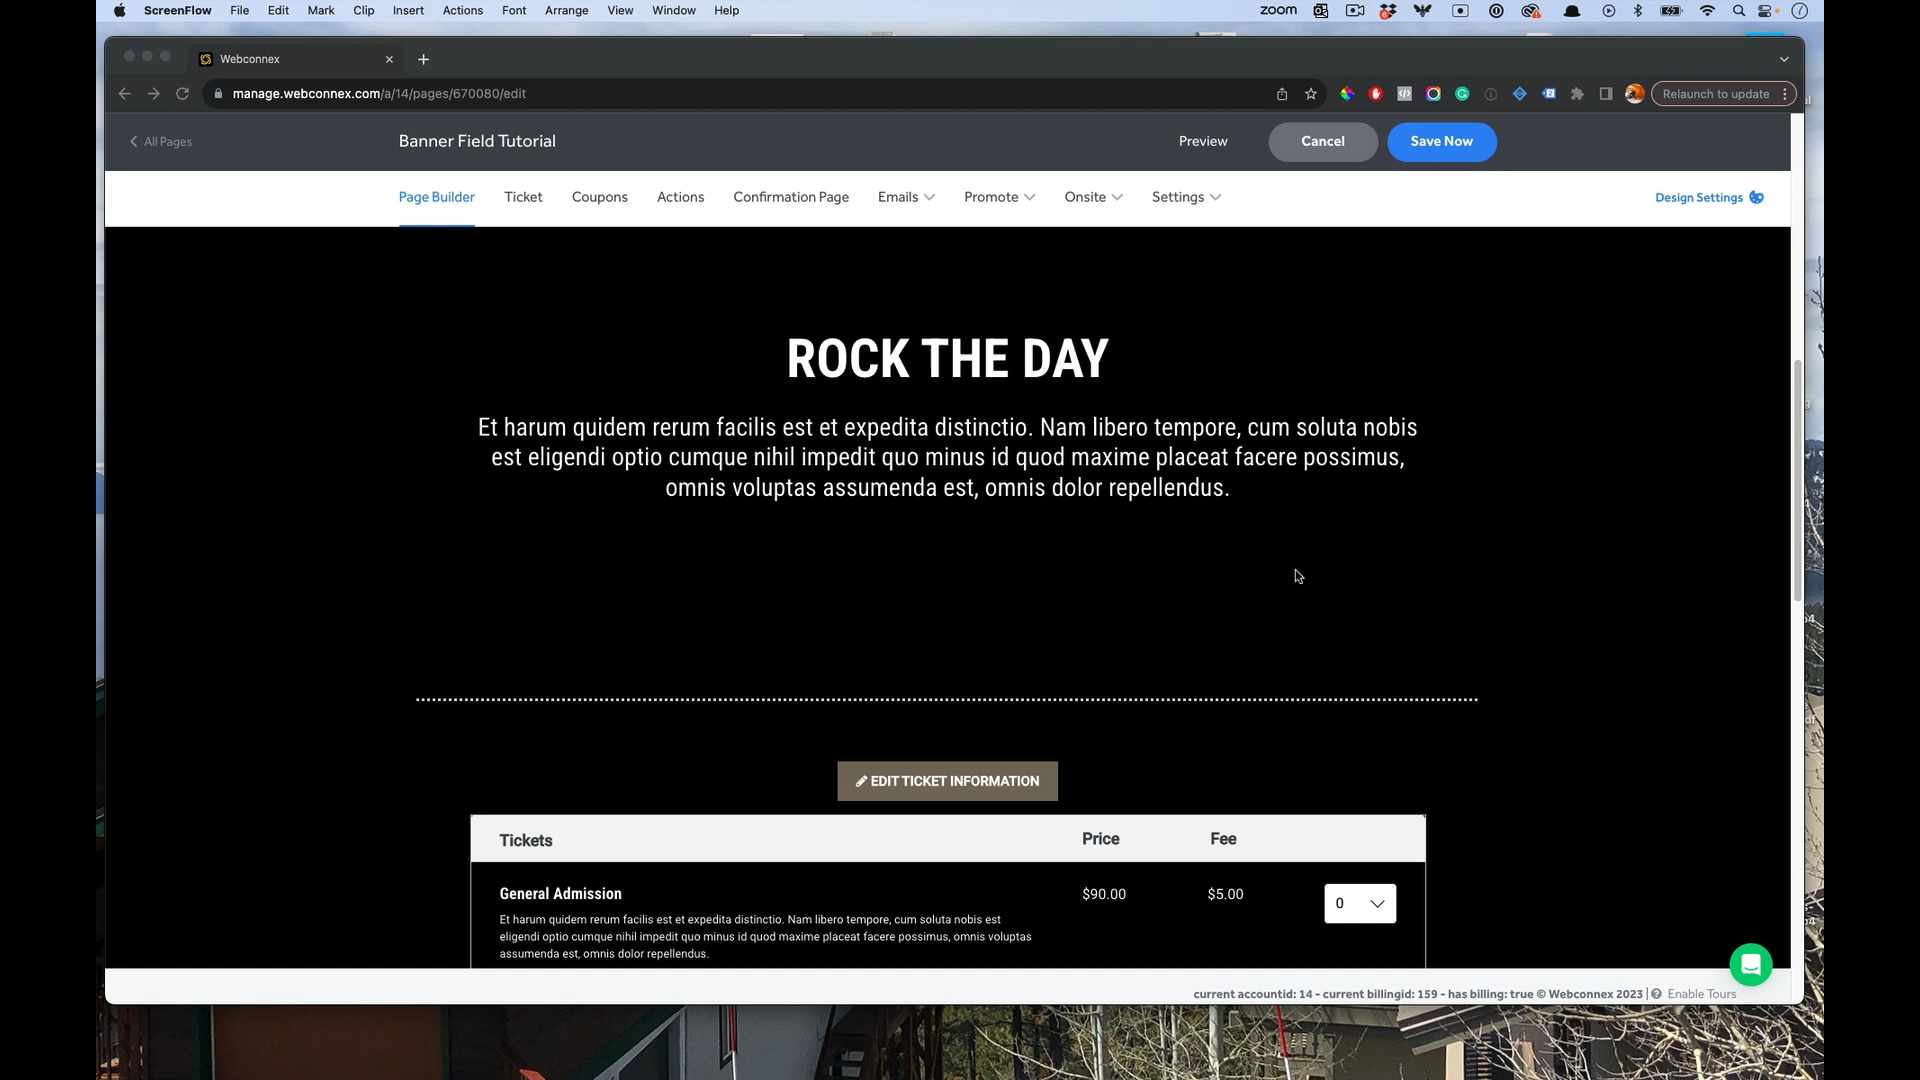 ScreenFlow File Edit Mark Clip Insert Actions Font Arrange View Window Help zoom
Webconnex
manage.webconnex.com/a/14/pages/670080/edit Relaunch to update
All Pages Banner Field Tutorial Preview Cancel Save Now
Page Builder Ticket Coupons Actions Confirmation Page Emails Promote Onsite Settings Design Settings
ROCK THE DAY
Et harum quidem rerum facilis est et expedita distinctio. Nam libero tempore, cum soluta nobis
est eligendi optio cumque nihil impedit quo minus id quod maxime placeat facere possimus,
omnis voluptas assumenda est, omnis dolor repellendus.
EDIT TICKET INFORMATION
Tickets Price Fee
General Admission $90.00 $5.00 0
Et harum quidem rerum facilis est et expedita distinctio. Nam libero tempore, cum soluta nobis est
eligendi optio cumque nihil impedit quo minus id quod maxime placeat facere possimus, omnis voluptas
assumenda est, omnis dolor repellendus.
current accountid: 14 - current billingid: 159 - has billing: true © Webconnex 2023 | Enable Tours